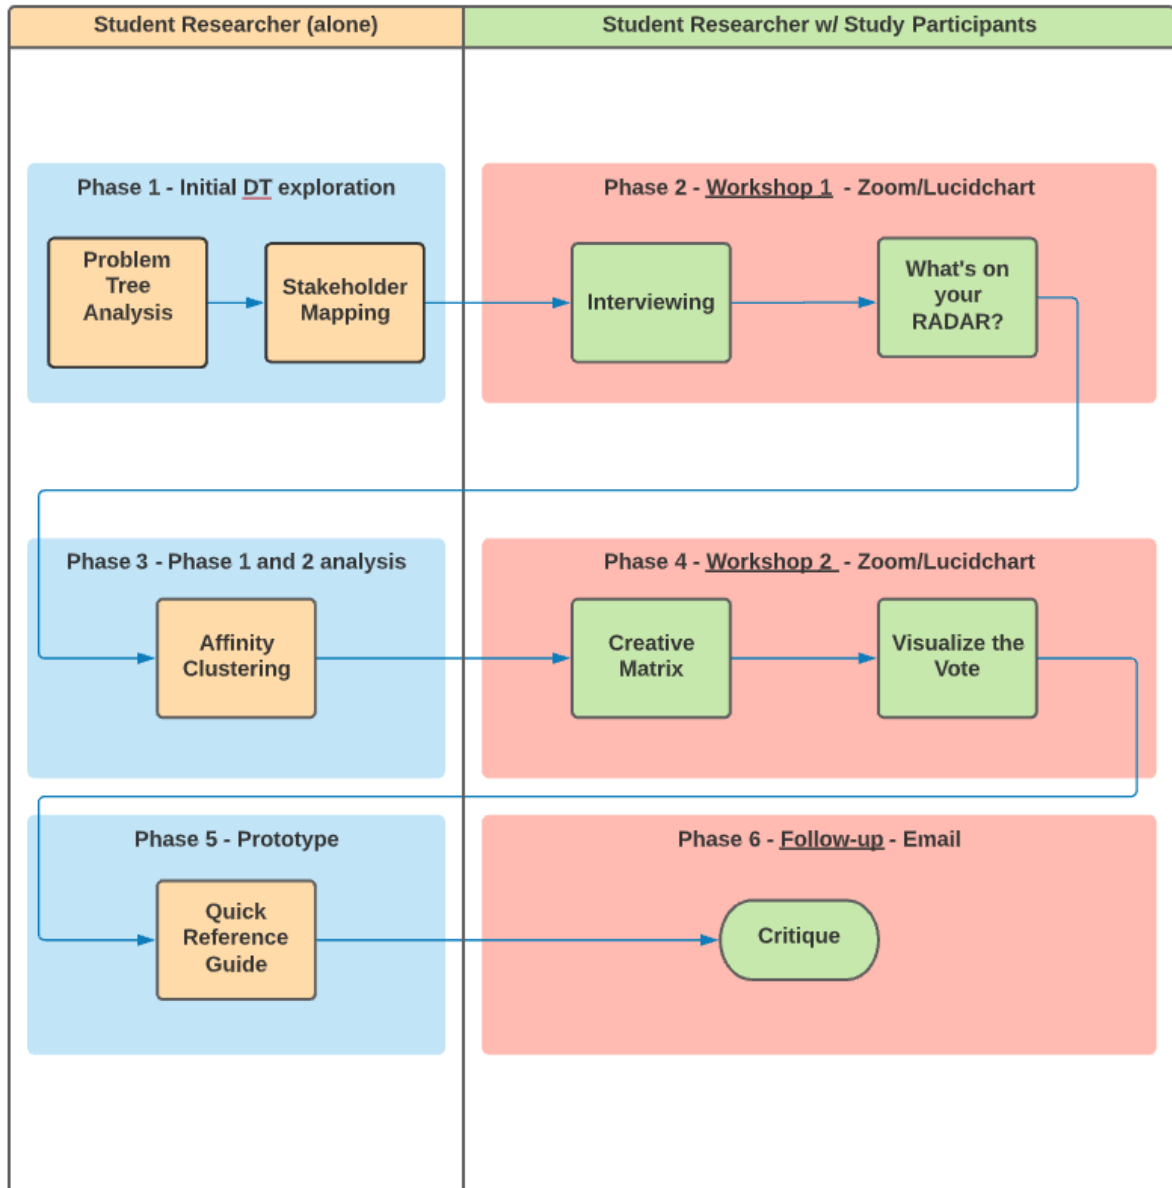 Student Researcher (alone)
Student Researcher w/ Study Participants
Phase 1 - Initial DT exploration
Problem
Tree
Analysis
Stakeholder
Mapping
Phase 2 - Workshop 1 - Zoom/Lucidchart
Interviewing
What's on
your
RADAR?
Phase 3 - Phase 1 and 2 analysis
Affinity
Clustering
Phase 4 - Workshop 2 - Zoom/Lucidchart
Creative
Matrix
Visualize the
Vote
Phase 5 - Prototype
Quick
Reference
Guide
Phase 6 - Follow-up - Email
Critique